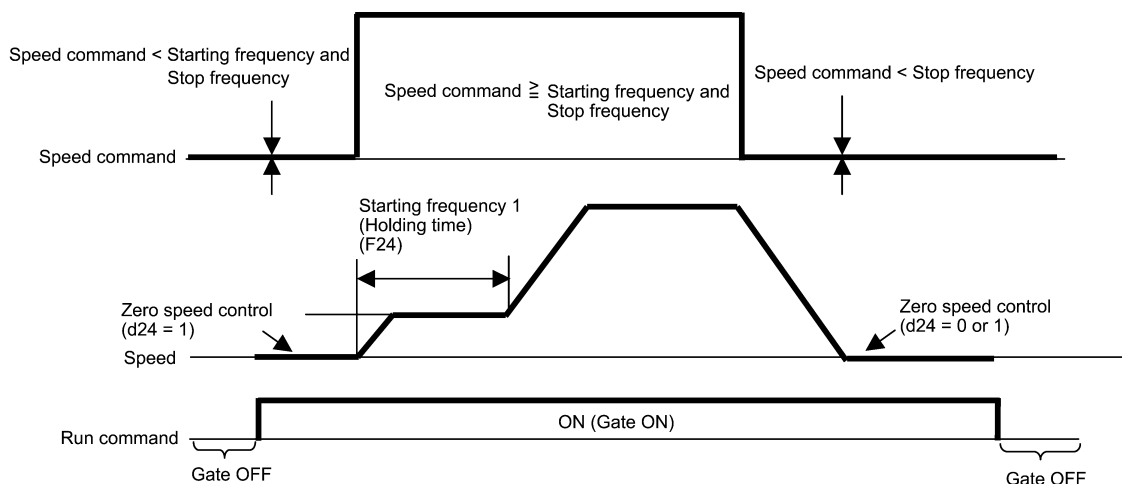 Speed command < Starting frequency and
Stop frequency
Speed command ≧ Starting frequency and
Stop frequency
Speed command < Stop frequency
Speed command
Starting frequency 1
(Holding time)
(F24)
Zero speed control
(d24 = 1)
Zero speed control
(d24 = 0 or 1)
Speed
ON (Gate ON)
Run command
Gate OFF
Gate OFF